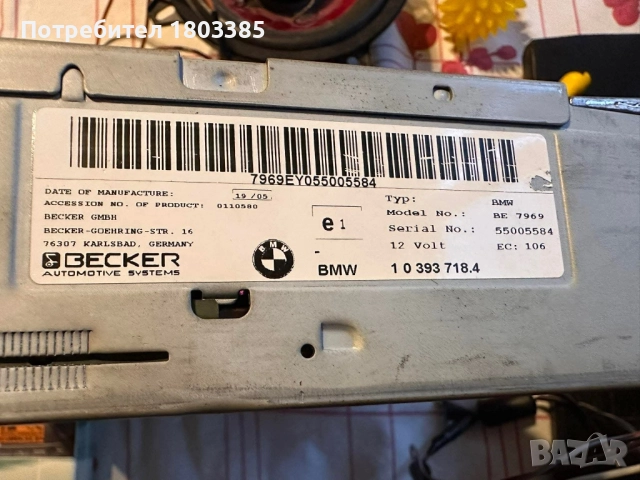 Потребител 1803385
7969EY055005584
DATE OF MANUFACTURE: 19 /05
ACCESSION NO. OF PRODUCT: 0110580
BECKER GMBH
BECKER-GOEHRING-STR. 16
76307 KARLSBAD, GERMANY
BECKER
AUTOMOTIVE SYSTEMS
e1
-
BMW
BMW
Typ: BMW
Model No.: BE 7969
Serial No.: 55005584
12 Volt EC: 106
1 0 393 718.4
BAZAR